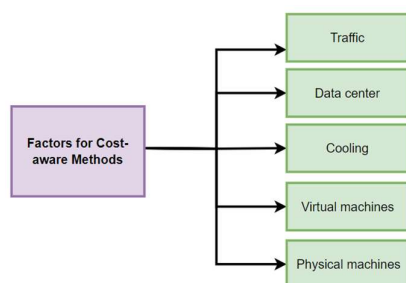 Factors for Cost-
aware Methods
Traffic
Data center
Cooling
Virtual machines
Physical machines